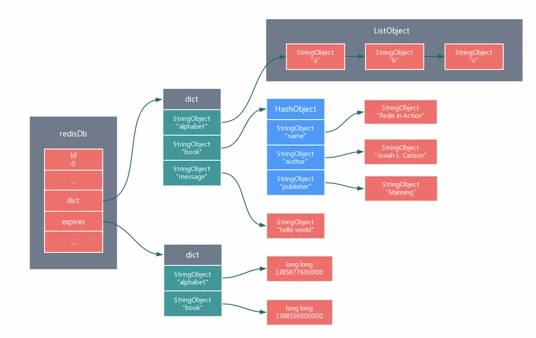 ListObject
StringObject
"a"
StringObject
"b"
StringObject
"c"
dict
StringObject
"alphabet"
StringObject
"book"
StringObject
"message"
HashObject
StringObject
"name"
StringObject
"author"
StringObject
"publisher"
StringObject
"Redis in Action"
StringObject
"Josiah L. Carlson"
StringObject
"Manning"
StringObject
"hello world"
redisDb
id
0
...
dict
expires
...
dict
StringObject
"alphabet"
StringObject
"book"
long long
1385877600000
long long
1388556000000